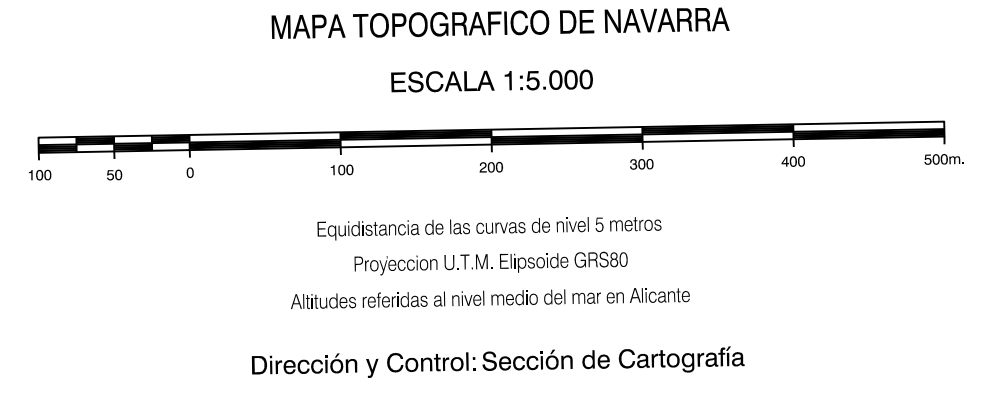 MAPA TOPOGRAFICO DE NAVARRA
ESCALA 1:5.000
100 50 0 100 200 300 400 500m.
Equidistancia de las curvas de nivel 5 metros
Proyeccion U.T.M. Elipsoide GRS80
Altitudes referidas al nivel medio del mar en Alicante
Dirección y Control: Sección de Cartografía